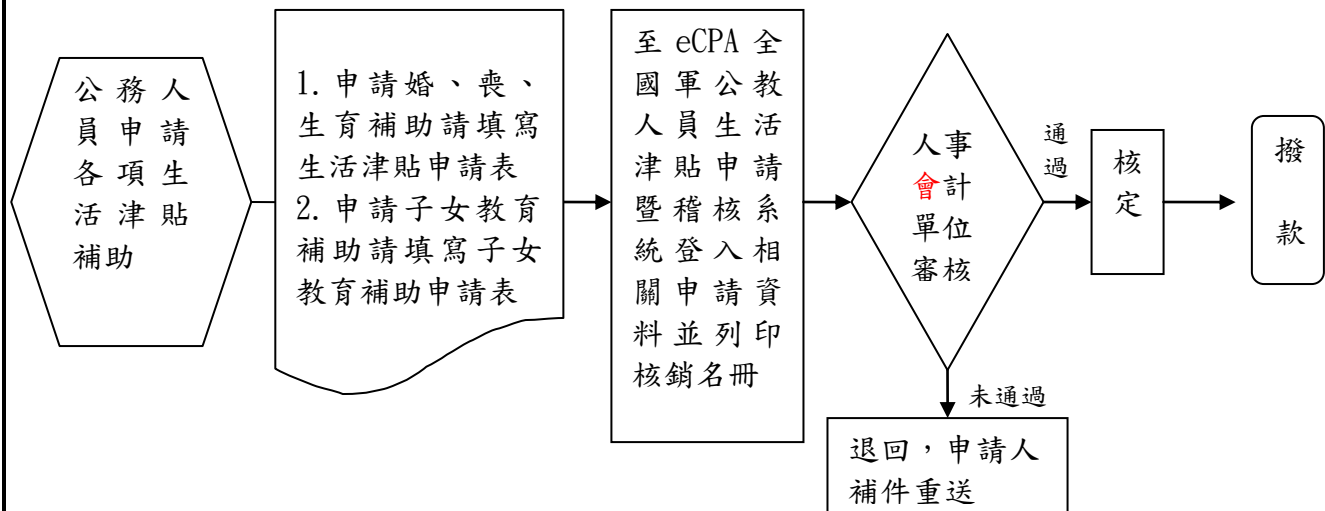 公務人
員申請
各項生
活津貼
補助
1.申請婚、喪、
生育補助請填寫
生活津貼申請表
2.申請子女教育
補助請填寫子女
教育補助申請表
至 eCPA 全
國軍公教
人員生活
津貼申請
暨稽核系
統登入相
關申請資
料並列印
核銷名冊
人事
會計
單位
審核
通
過
核
定
撥
款
未通過
退回，申請人
補件重送